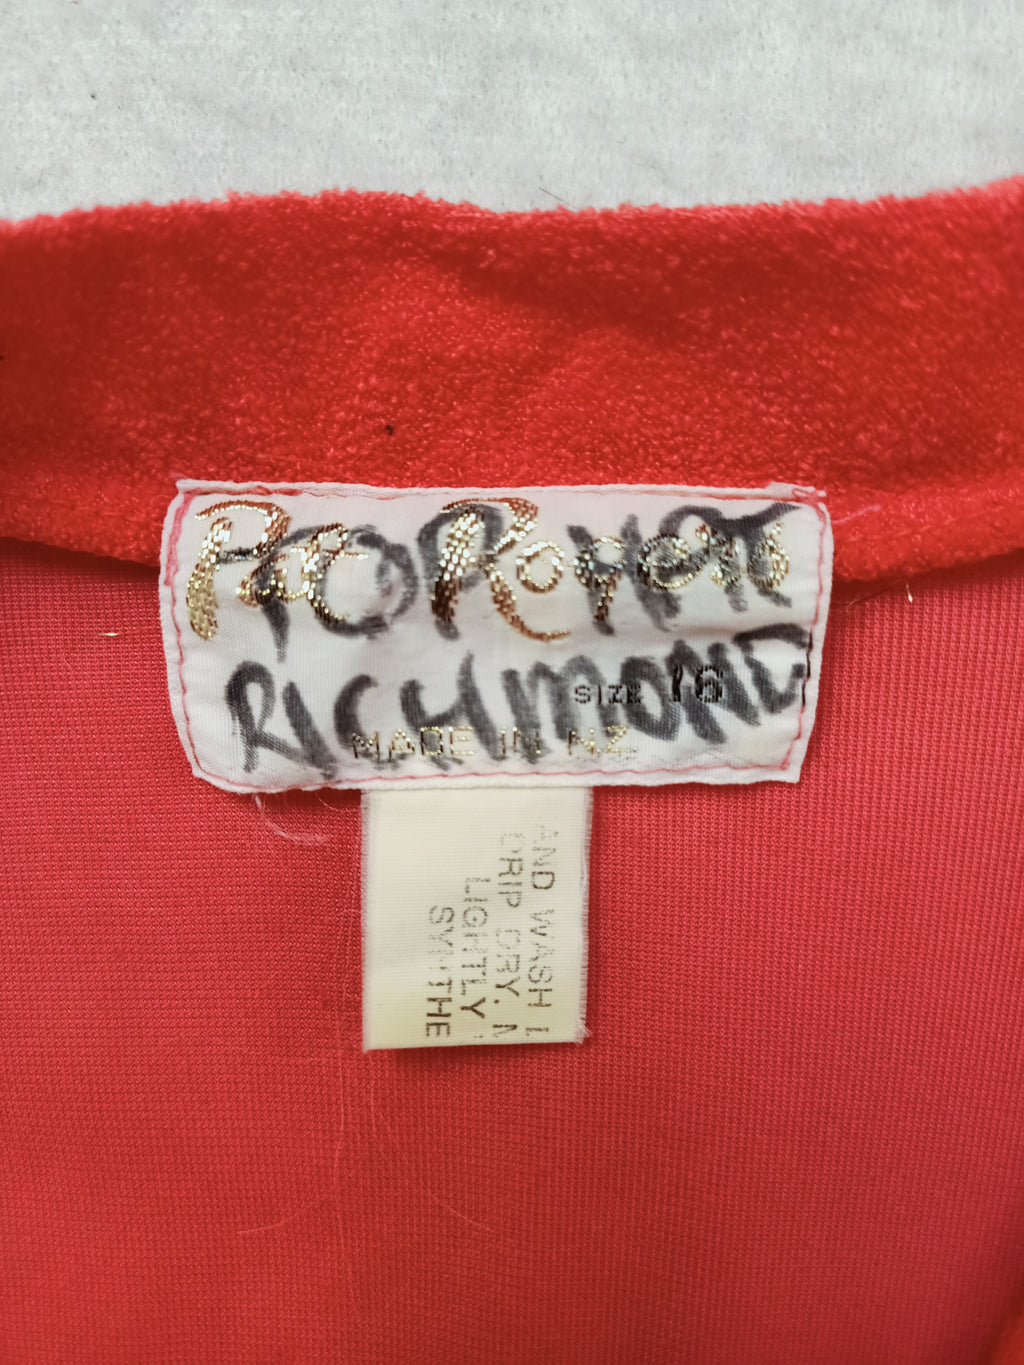 Pat Rogers
RICHMOND
SIZE 16
MADE IN N.Z.
AND WASH L
DRIP DRY. M
LIGHTLY
SYNTHE